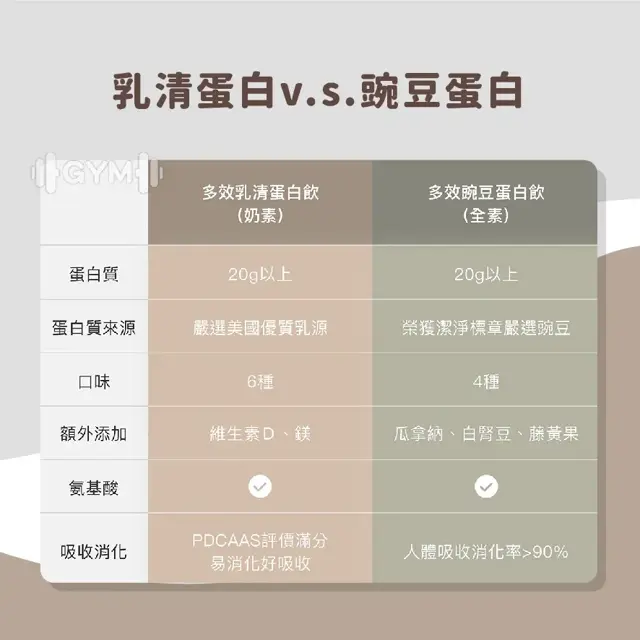 乳清蛋白v.s.豌豆蛋白
GYM
多效乳清蛋白飲
(奶素)
多效豌豆蛋白飲
(全素)
蛋白質
20g以上
20g以上
蛋白質來源
嚴選美國優質乳源
榮獲潔淨標章嚴選豌豆
口味
6種
4種
額外添加
維生素D、鎂
瓜拿納、白腎豆、藤黃果
氨基酸
吸收消化
PDCAAS評價滿分
易消化好吸收
人體吸收消化率>90%